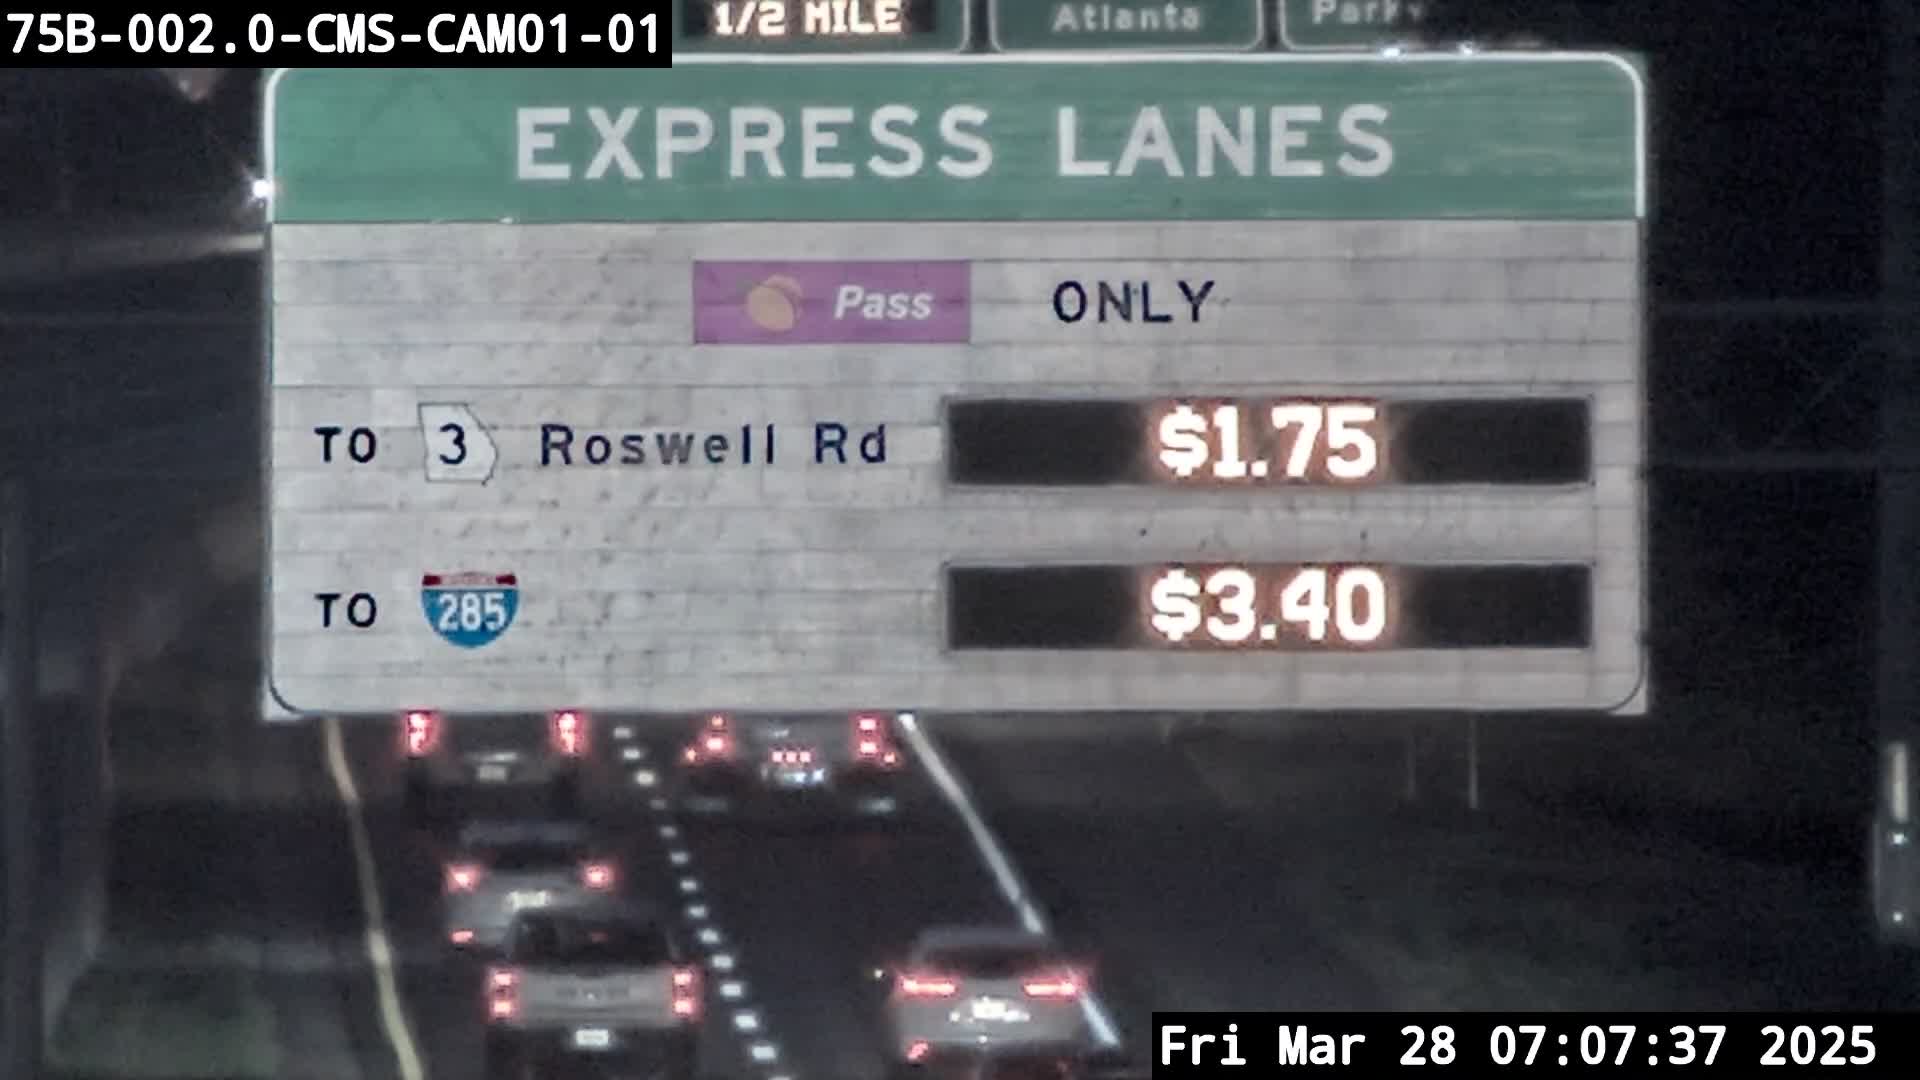 75B-002.0-CMS-CAM01-01
1/2 MILE
Atlanta
EXPRESS LANES
Pass ONLY
TO 3 Roswell Rd $1.75
TO 285 $3.40
Fri Mar 28 07:07:37 2025